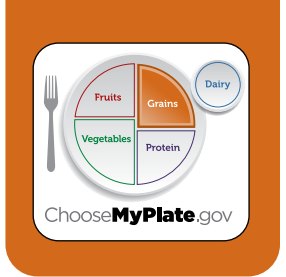 Dairy
Fruits
Grains
Vegetables
Protein
ChooseMyPlate.gov